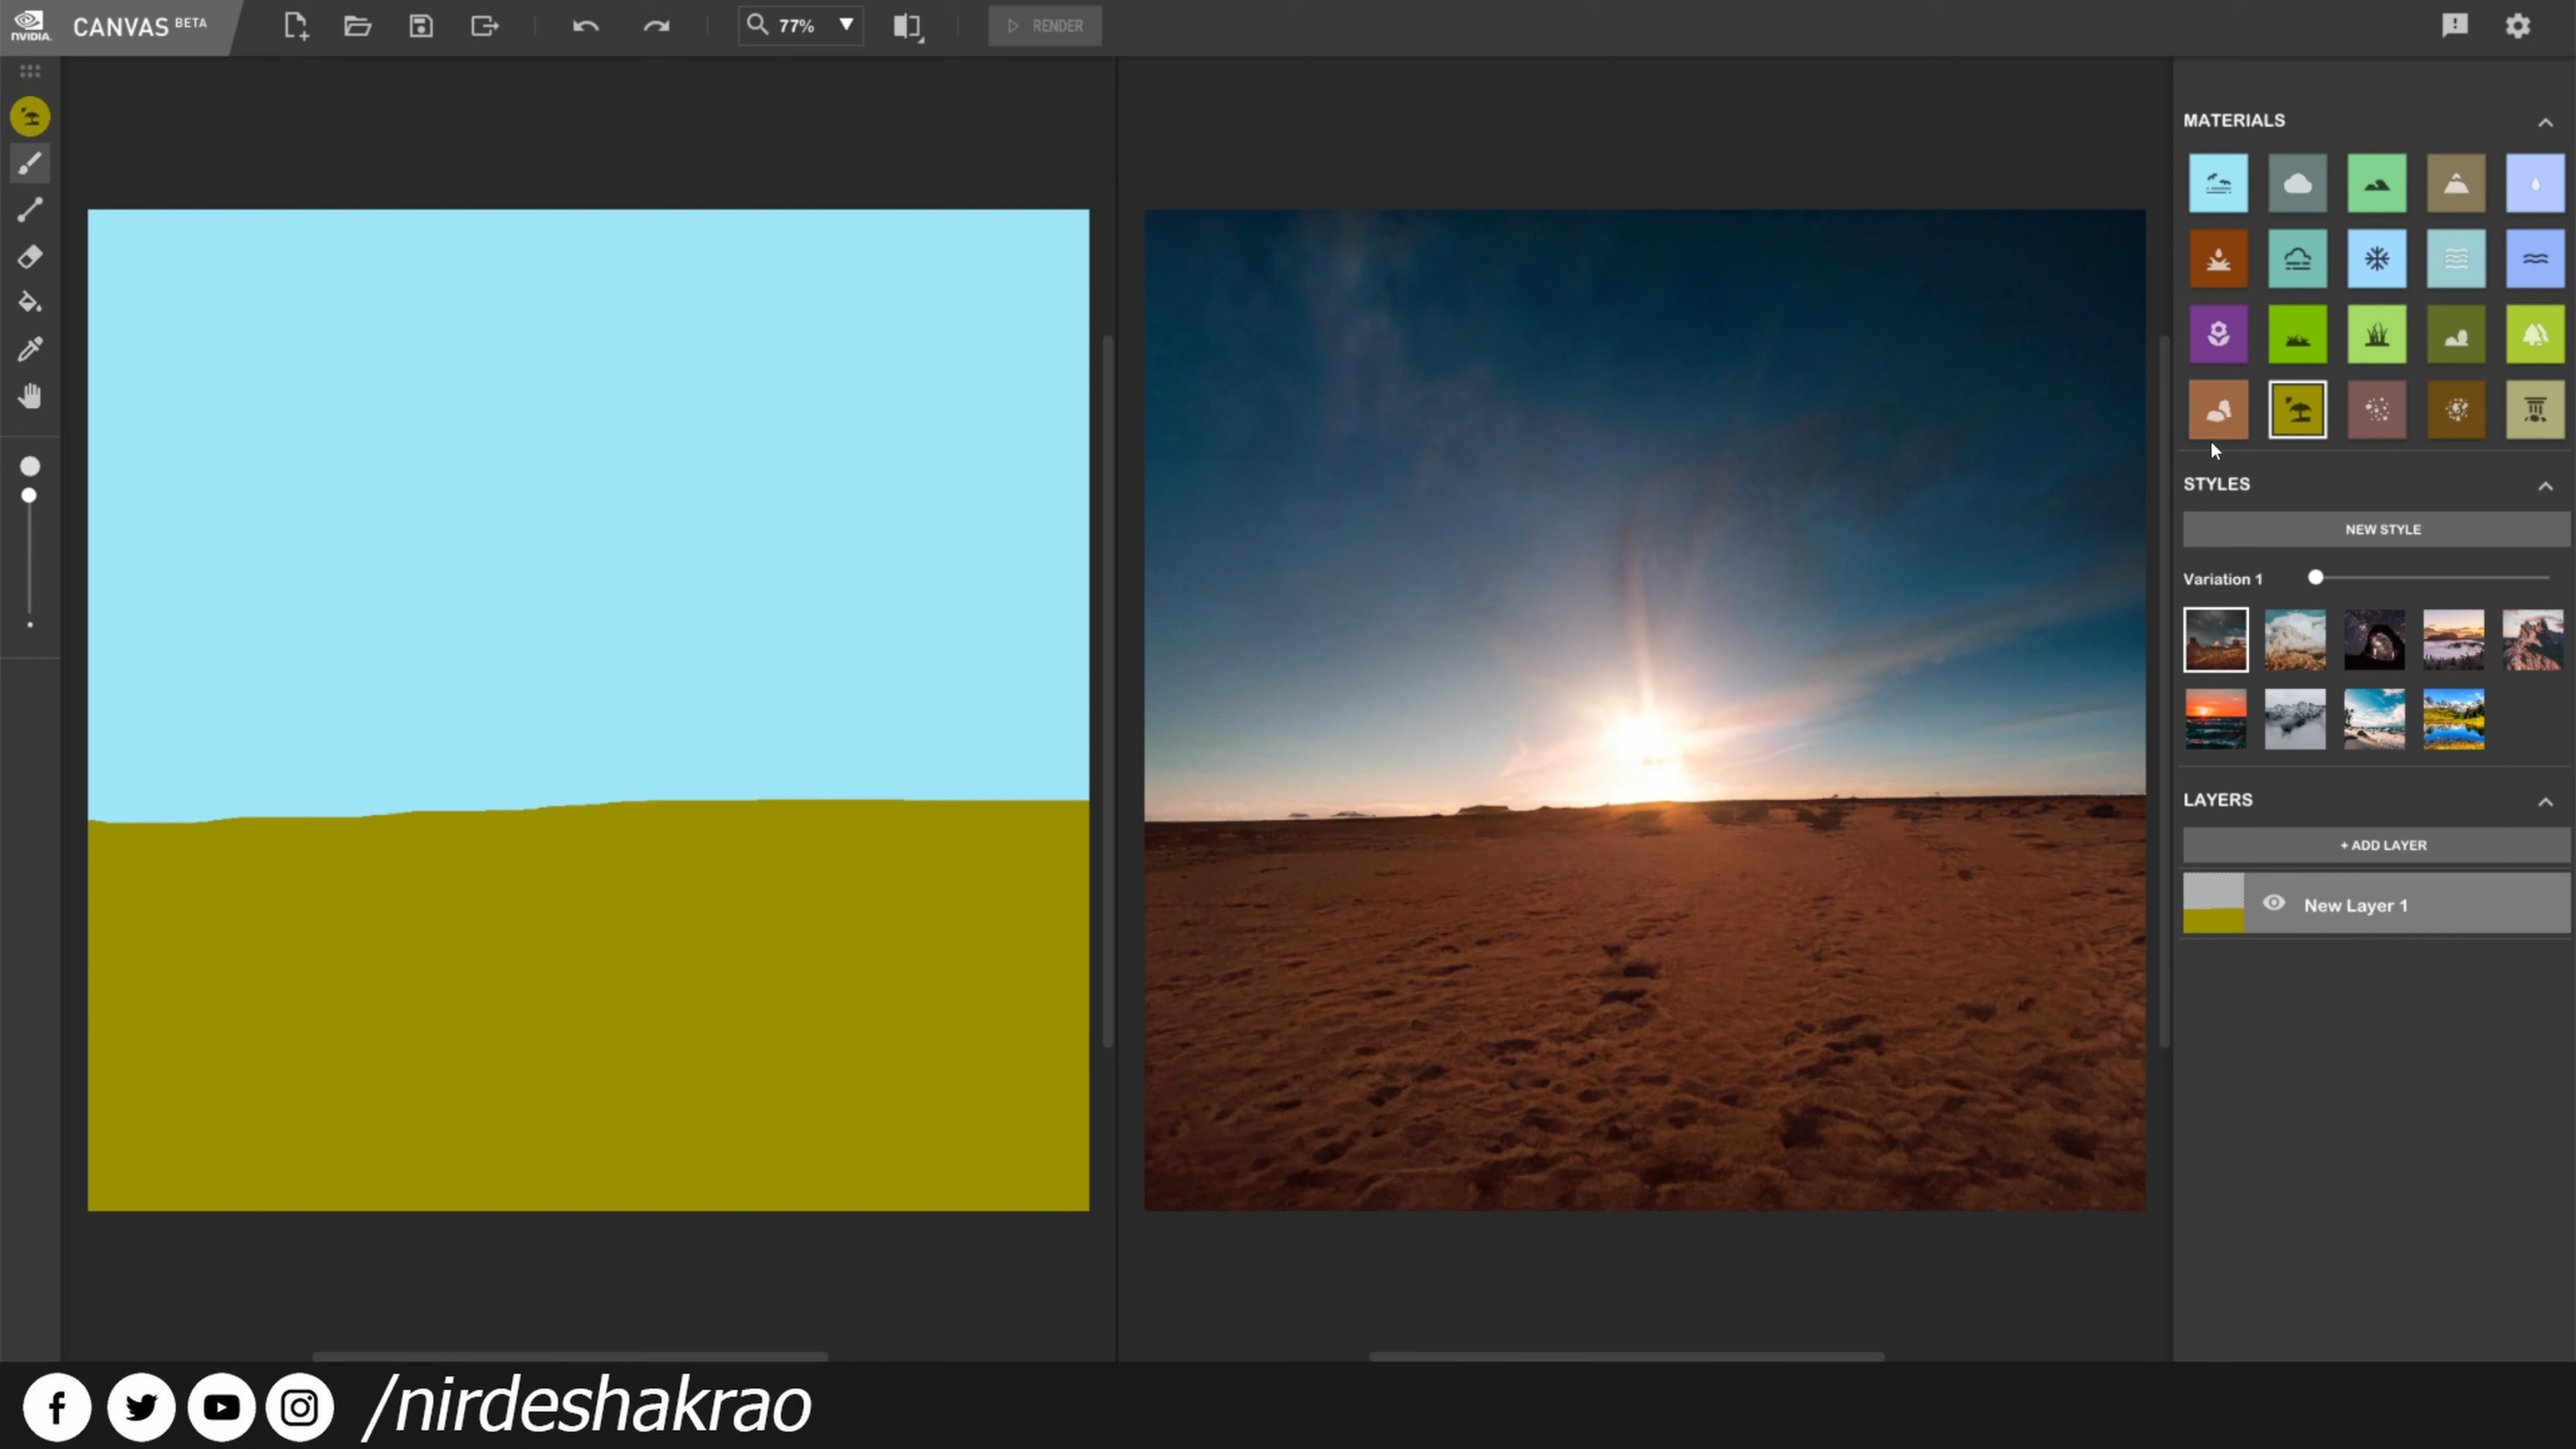 NVIDIA.
CANVAS BETA
77%
RENDER
MATERIALS
STYLES
NEW STYLE
Variation 1
LAYERS
+ ADD LAYER
New Layer 1
/nirdeshakrao